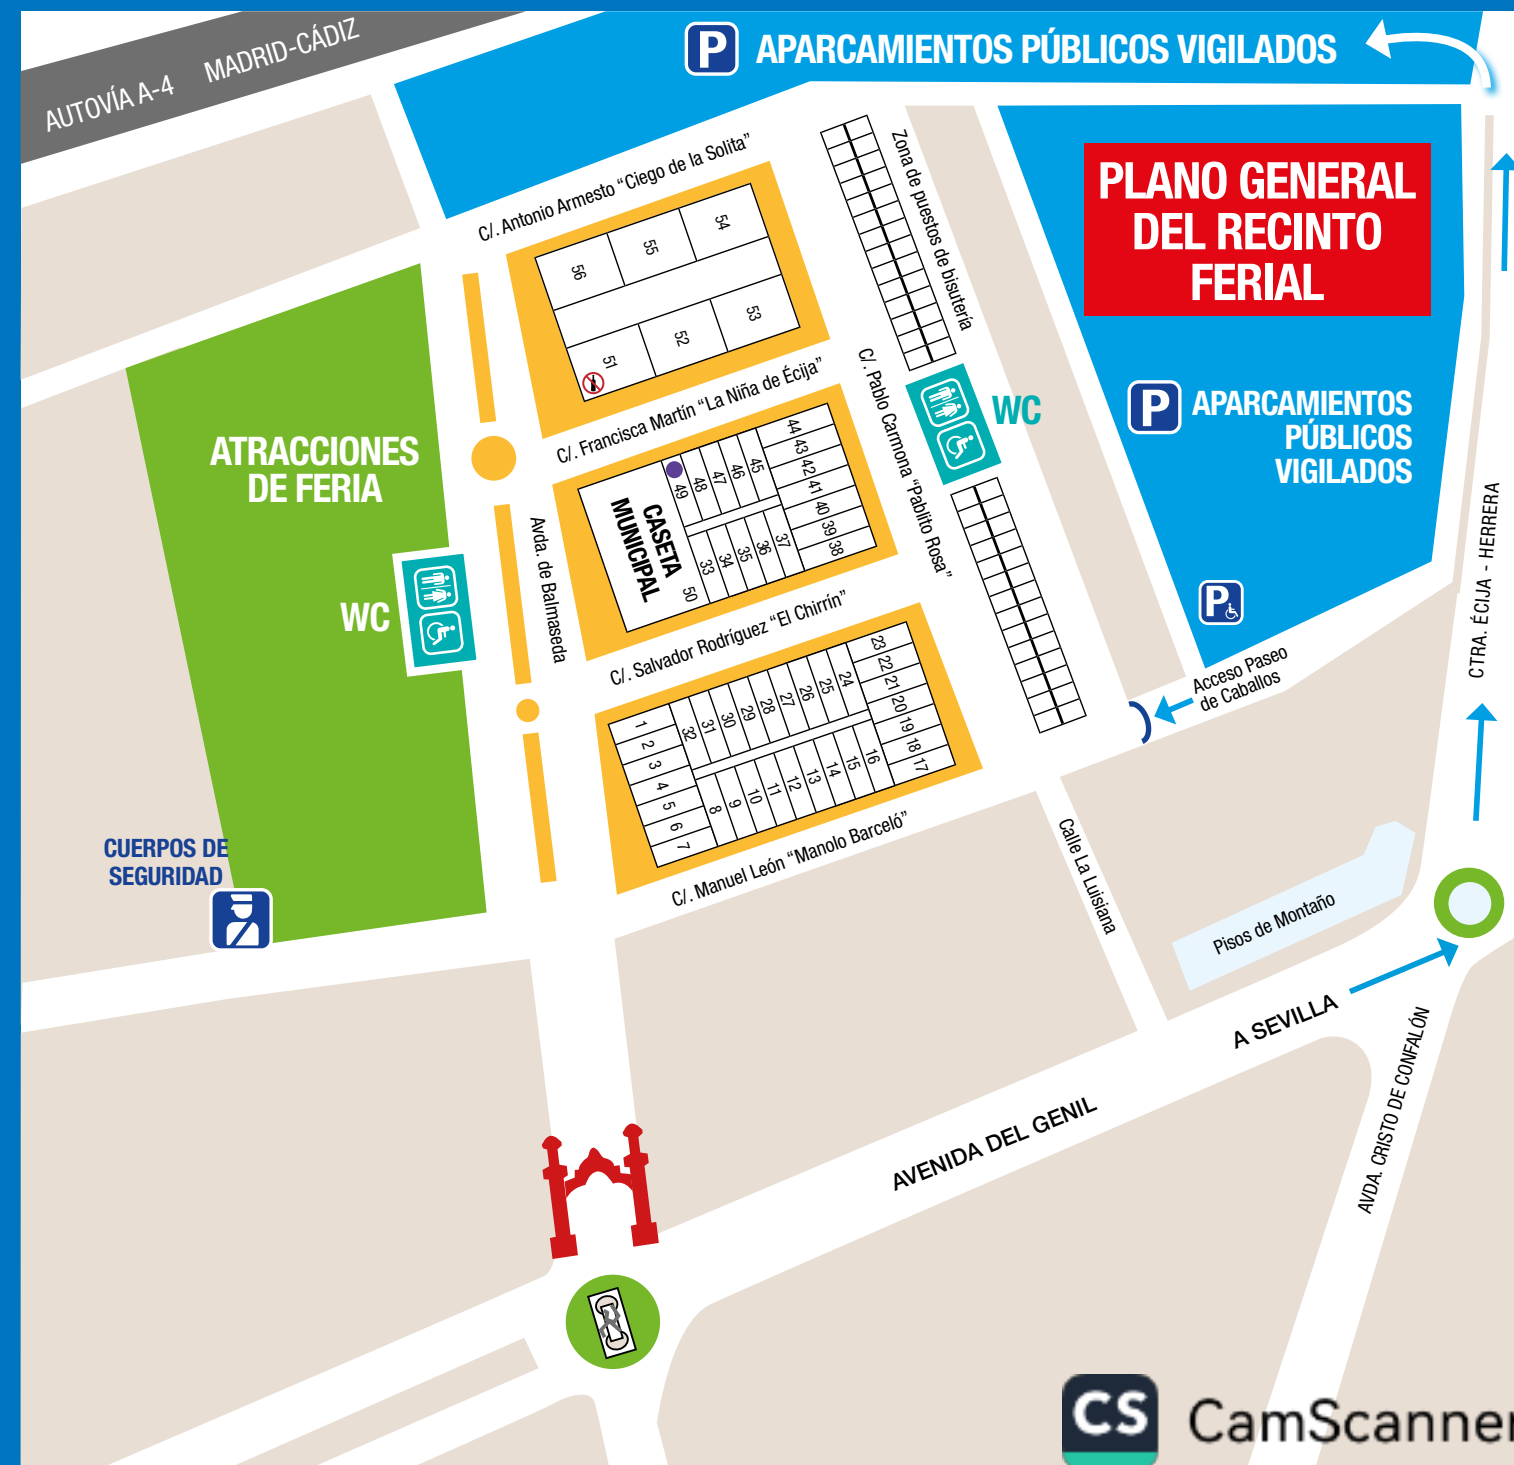 AUTOVÍA A-4 MADRID-CÁDIZ
P APARCAMIENTOS PÚBLICOS VIGILADOS
PLANO GENERAL
DEL RECINTO
FERIAL
C/. Antonio Armesto “Ciego de la Solita”
Zona de puestos de bisutería
56
55
54
51
52
53
C/. Francisca Martín “La Niña de Écija”
C/. Pablo Carmona “Pablito Rosa”
WC
P APARCAMIENTOS
PÚBLICOS
VIGILADOS
ATRACCIONES
DE FERIA
CASETA
MUNICIPAL
50
49
48
47
46
45
44
43
42
41
40
39
38
33
34
35
36
37
Avda. de Balmaseda
WC
P
CTRA. ÉCIJA - HERRERA
C/. Salvador Rodríguez “El Chirrín”
Acceso Paseo
de Caballos
1
2
3
4
5
6
7
32
31
30
29
28
27
26
25
24
23
22
21
20
19
18
17
8
9
10
11
12
13
14
15
16
C/. Manuel León “Manolo Barceló”
CUERPOS DE
SEGURIDAD
Calle La Luisiana
Pisos de Montaño
A SEVILLA
AVENIDA DEL GENIL
AVDA. CRISTO DE CONFALÓN
CS CamScanner